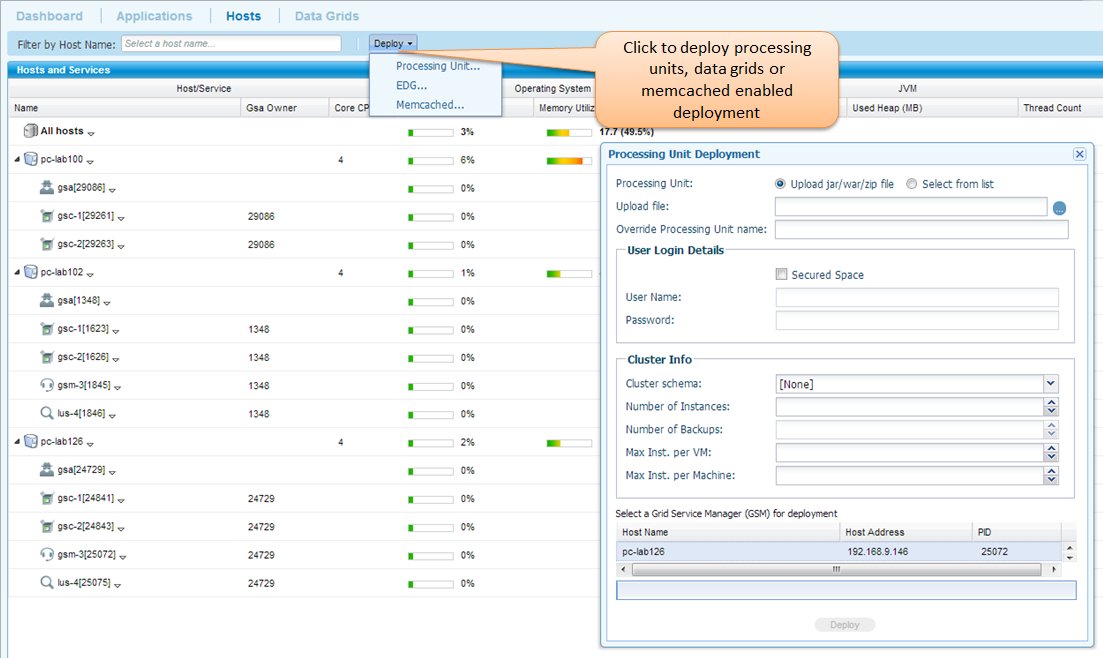 Dashboard Applications Hosts Data Grids
Filter by Host Name: Select a host name... Deploy
Processing Unit...
EDG...
Memcached...
Click to deploy processing
units, data grids or
memcached enabled
deployment
Hosts and Services
Host/Service Operating System JVM
Name Gsa Owner Core CP Memory Utiliz Used Heap (MB) Thread Count
All hosts 3% 17.7 (49.5%)
pc-lab100 4 6%
gsa[29086] 0%
gsc-1[29261] 29086 0%
gsc-2[29263] 29086 0%
pc-lab102 4 1%
gsa[1348] 0%
gsc-1[1623] 1348 0%
gsc-2[1626] 1348 0%
gsm-3[1845] 1348 0%
lus-4[1846] 1348 0%
pc-lab126 4 2%
gsa[24729] 0%
gsc-1[24841] 24729 0%
gsc-2[24843] 24729 0%
gsm-3[25072] 24729 0%
lus-4[25075] 24729 0%
Processing Unit Deployment
Processing Unit: Upload jar/war/zip file Select from list
Upload file: ...
Override Processing Unit name:
User Login Details
Secured Space
User Name:
Password:
Cluster Info
Cluster schema: [None]
Number of Instances:
Number of Backups:
Max Inst. per VM:
Max Inst. per Machine:
Select a Grid Service Manager (GSM) for deployment
Host Name Host Address PID
pc-lab126 192.168.9.146 25072
Deploy